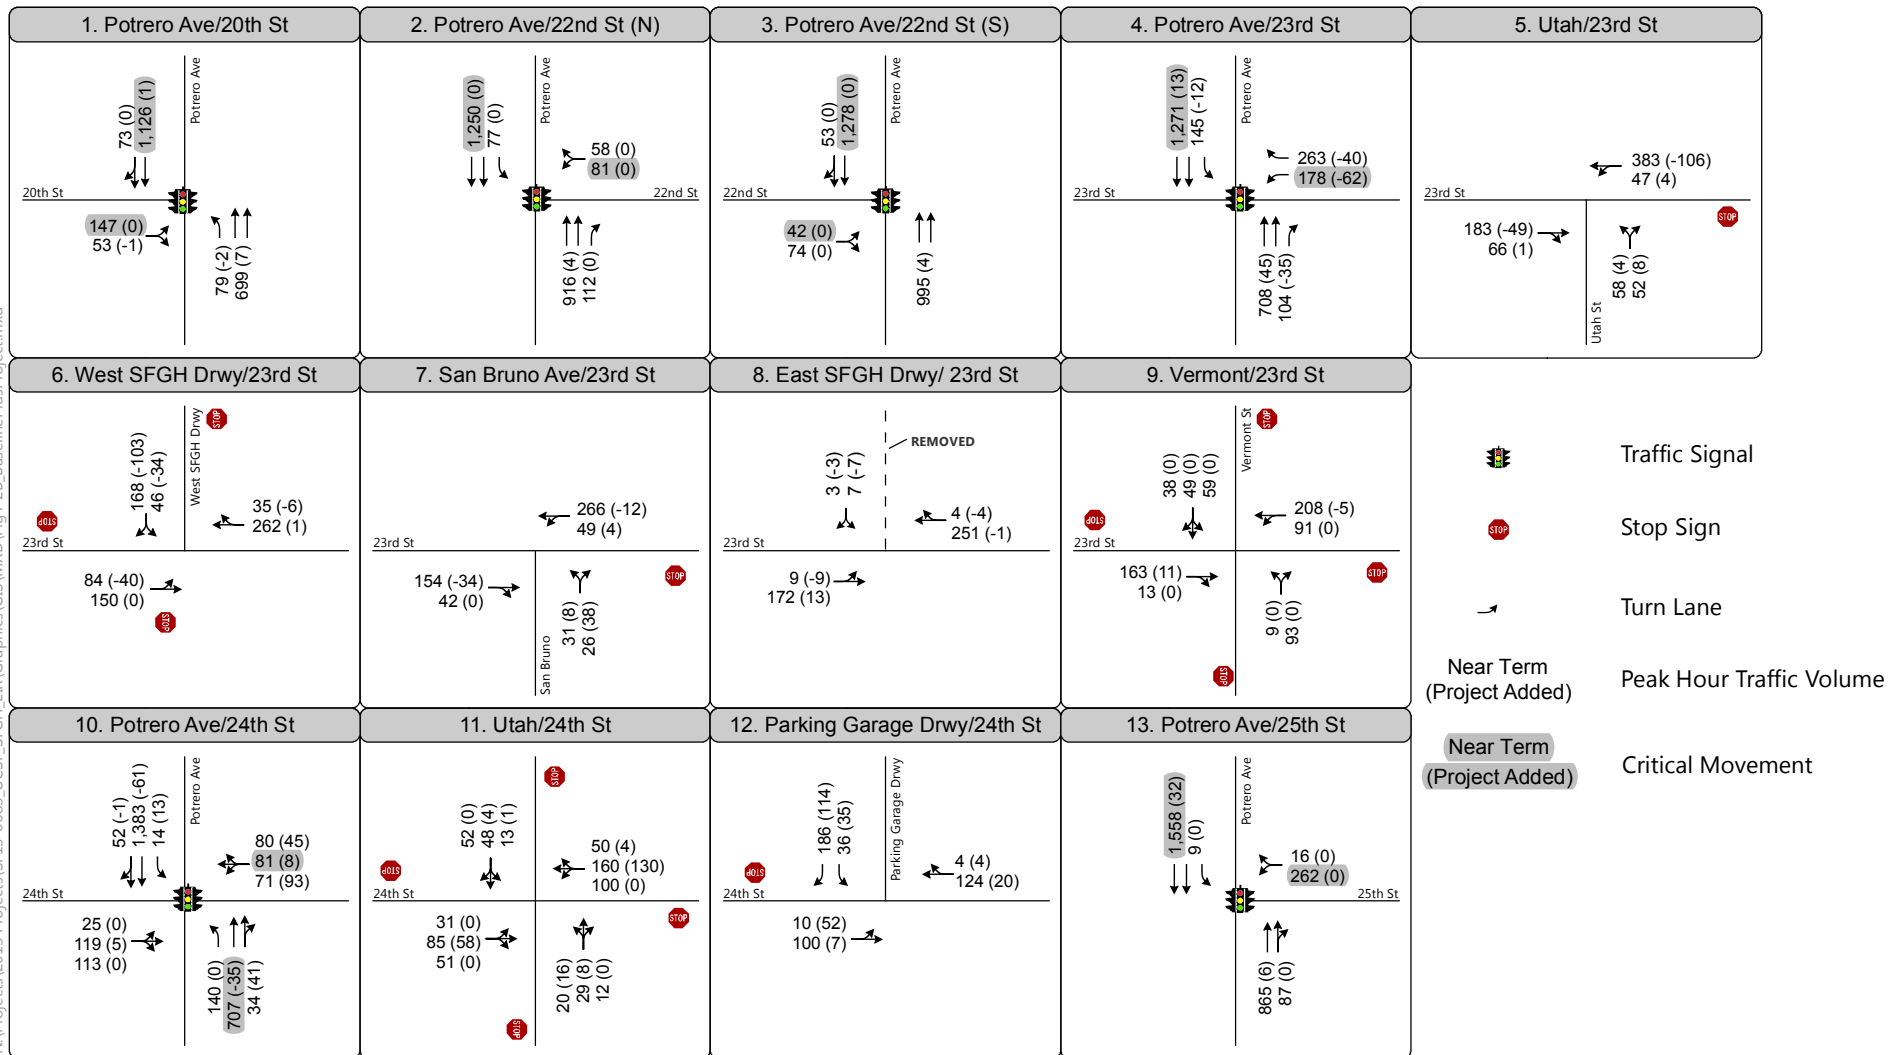 1. Potrero Ave/20th St
Potrero Ave
73 (0)
1,126 (1)
20th St
147 (0)
53 (-1)
79 (-2)
699 (7)
2. Potrero Ave/22nd St (N)
Potrero Ave
1,250 (0)
77 (0)
58 (0)
81 (0)
22nd St
916 (4)
112 (0)
3. Potrero Ave/22nd St (S)
Potrero Ave
53 (0)
1,278 (0)
22nd St
42 (0)
74 (0)
995 (4)
4. Potrero Ave/23rd St
Potrero Ave
1,271 (13)
145 (-12)
263 (-40)
178 (-62)
23rd St
708 (45)
104 (-35)
5. Utah/23rd St
383 (-106)
47 (4)
23rd St
STOP
183 (-49)
66 (1)
58 (4)
52 (8)
Utah St
6. West SFGH Drwy/23rd St
West SFGH Drwy
STOP
168 (-103)
46 (-34)
35 (-6)
262 (1)
STOP
23rd St
84 (-40)
150 (0)
STOP
7. San Bruno Ave/23rd St
266 (-12)
49 (4)
23rd St
154 (-34)
42 (0)
STOP
31 (8)
26 (38)
San Bruno
8. East SFGH Drwy/ 23rd St
REMOVED
3 (-3)
7 (-7)
4 (-4)
251 (-1)
23rd St
9 (-9)
172 (13)
9. Vermont/23rd St
Vermont St
STOP
38 (0)
49 (0)
59 (0)
208 (-5)
91 (0)
STOP
23rd St
163 (11)
13 (0)
STOP
9 (0)
93 (0)
STOP
Traffic Signal
STOP
Stop Sign
Turn Lane
Near Term
(Project Added)
Peak Hour Traffic Volume
Near Term
(Project Added)
Critical Movement
10. Potrero Ave/24th St
Potrero Ave
52 (-1)
1,383 (-61)
14 (13)
80 (45)
81 (8)
71 (93)
24th St
25 (0)
119 (5)
113 (0)
140 (0)
707 (-35)
34 (41)
11. Utah/24th St
STOP
52 (0)
48 (4)
13 (1)
50 (4)
160 (130)
100 (0)
STOP
24th St
31 (0)
85 (58)
51 (0)
STOP
20 (16)
29 (8)
12 (0)
STOP
12. Parking Garage Drwy/24th St
Parking Garage Drwy
186 (114)
36 (35)
4 (4)
124 (20)
STOP
24th St
10 (52)
100 (7)
13. Potrero Ave/25th St
Potrero Ave
1,558 (32)
9 (0)
16 (0)
262 (0)
25th St
865 (6)
87 (0)